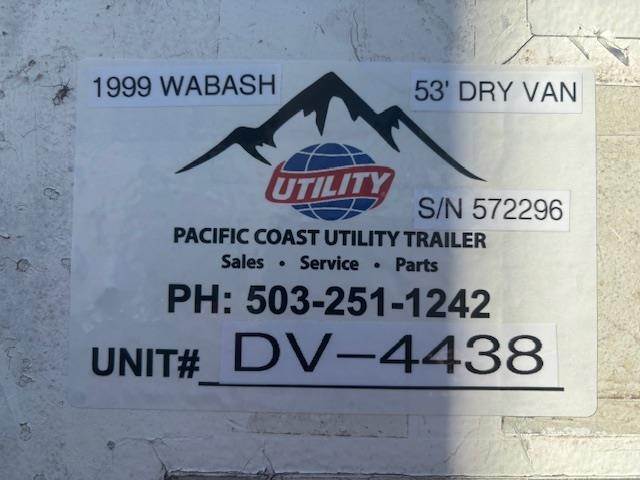 1999 WABASH
53' DRY VAN
UTILITY
S/N 572296
PACIFIC COAST UTILITY TRAILER
Sales • Service • Parts
PH: 503-251-1242
UNIT# DV-4438